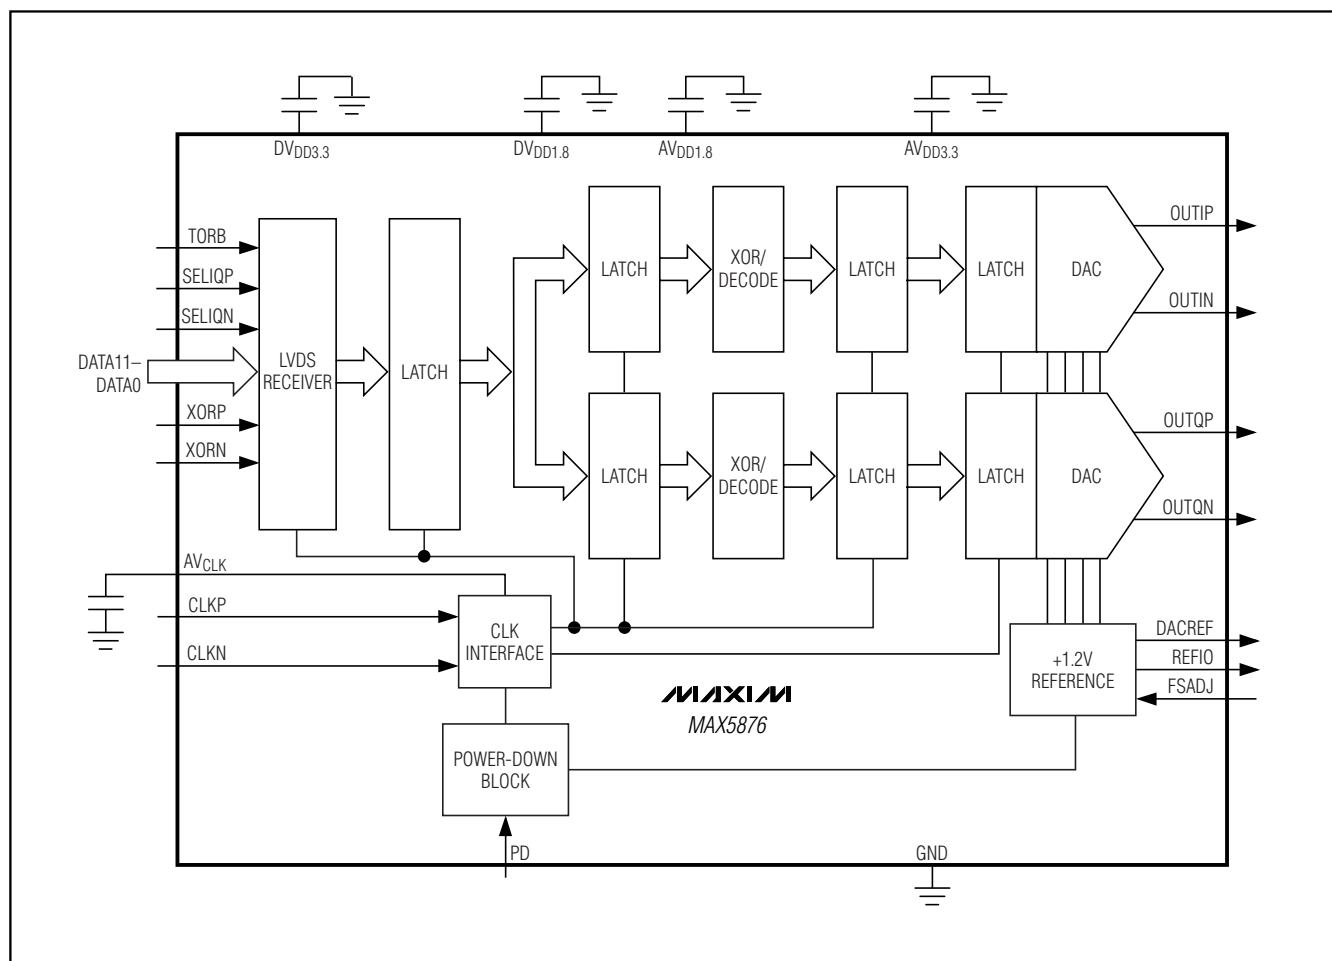 DVDD3.3
DVDD1.8
AVDD1.8
AVDD3.3
TORB
SELIQP
SELIQN
DATA11–
DATA0
XORP
XORN
LVDS
RECEIVER
LATCH
LATCH
XOR/
DECODE
LATCH
LATCH
DAC
OUTIP
OUTIN
LATCH
XOR/
DECODE
LATCH
LATCH
DAC
OUTQP
OUTQN
AVCLK
CLKP
CLKN
CLK
INTERFACE
+1.2V
REFERENCE
DACREF
REFIO
FSADJ
MAXIM
MAX5876
POWER-DOWN
BLOCK
PD
GND